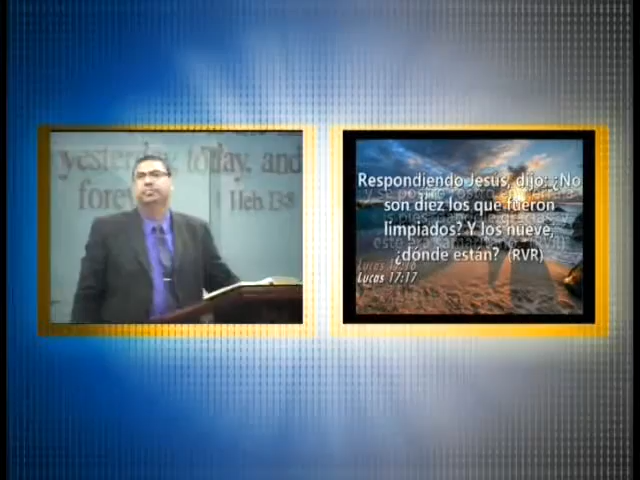 yesterday, today, and
forever
Heb. 13:8
Respondiendo Jesús, dijo: ¿No
son diez los que fueron
limpiados? Y los nueve,
¿dónde están? (RVR)
Lucas 17:17